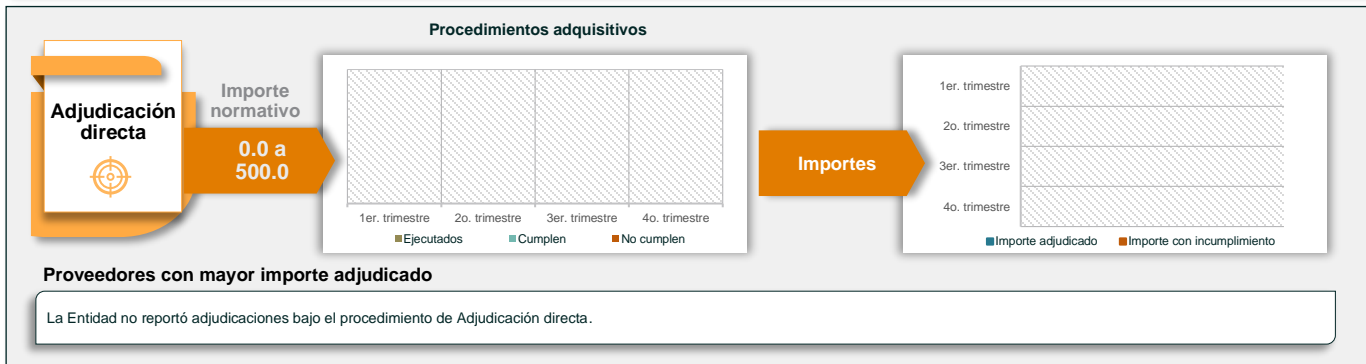 Procedimientos adquisitivos
Adjudicación
directa
Importe
normativo
0.0 a
500.0
1er. trimestre 2o. trimestre 3er. trimestre 4o. trimestre
Ejecutados Cumplen No cumplen
Importes
1er. trimestre
2o. trimestre
3er. trimestre
4o. trimestre
Importe adjudicado Importe con incumplimiento
Proveedores con mayor importe adjudicado
La Entidad no reportó adjudicaciones bajo el procedimiento de Adjudicación directa.